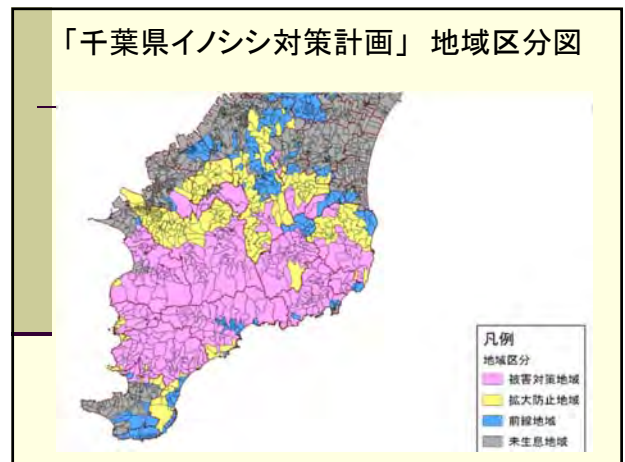 「千葉県イノシシ対策計画」 地域区分図
凡例
地域区分
被害対策地域
拡大防止地域
前線地域
未生息地域